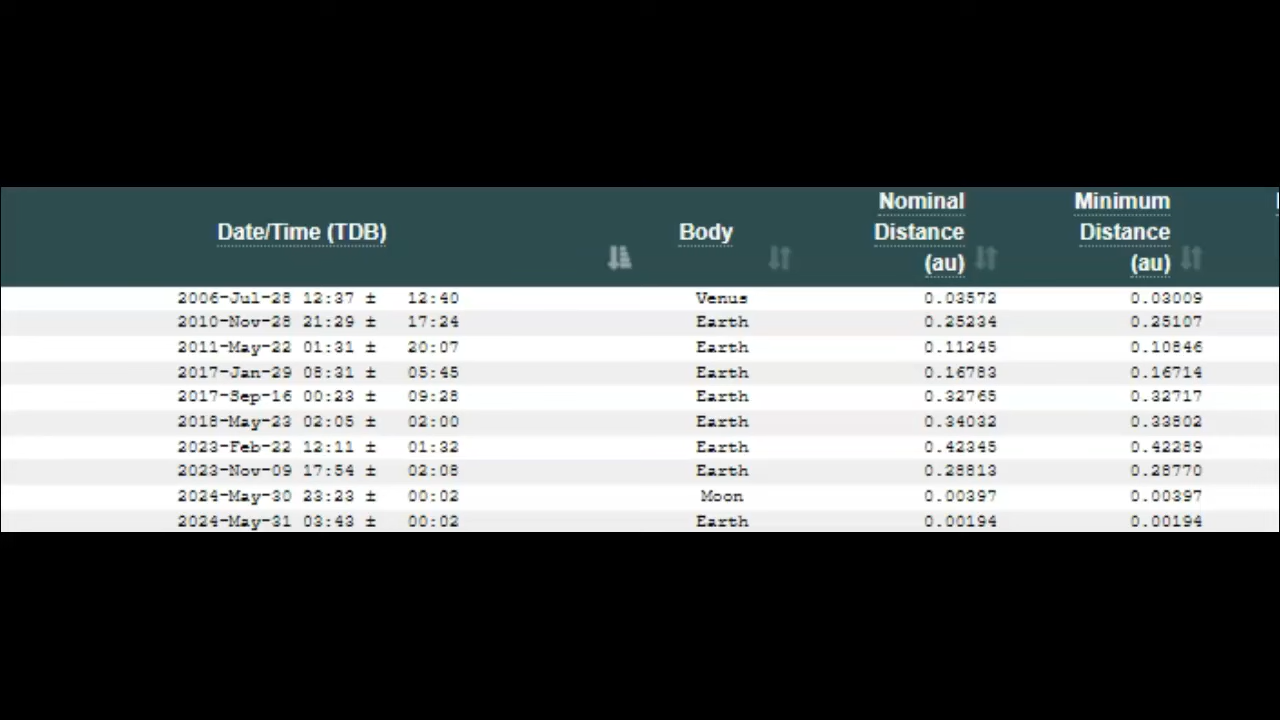 Date/Time (TDB) Body Nominal Distance (au) Minimum Distance (au)
2006-Jul-28 12:37 ± 12:40 Venus 0.03572 0.03009
2010-Nov-28 21:29 ± 17:24 Earth 0.25234 0.25107
2011-May-22 01:31 ± 20:07 Earth 0.11245 0.10846
2017-Jan-29 08:31 ± 05:45 Earth 0.16783 0.16714
2017-Sep-16 00:23 ± 09:28 Earth 0.32765 0.32717
2018-May-23 02:05 ± 02:00 Earth 0.34032 0.33802
2023-Feb-22 12:11 ± 01:32 Earth 0.42345 0.42289
2023-Nov-09 17:54 ± 02:08 Earth 0.28813 0.28770
2024-May-30 23:23 ± 00:02 Moon 0.00397 0.00397
2024-May-31 03:43 ± 00:02 Earth 0.00194 0.00194